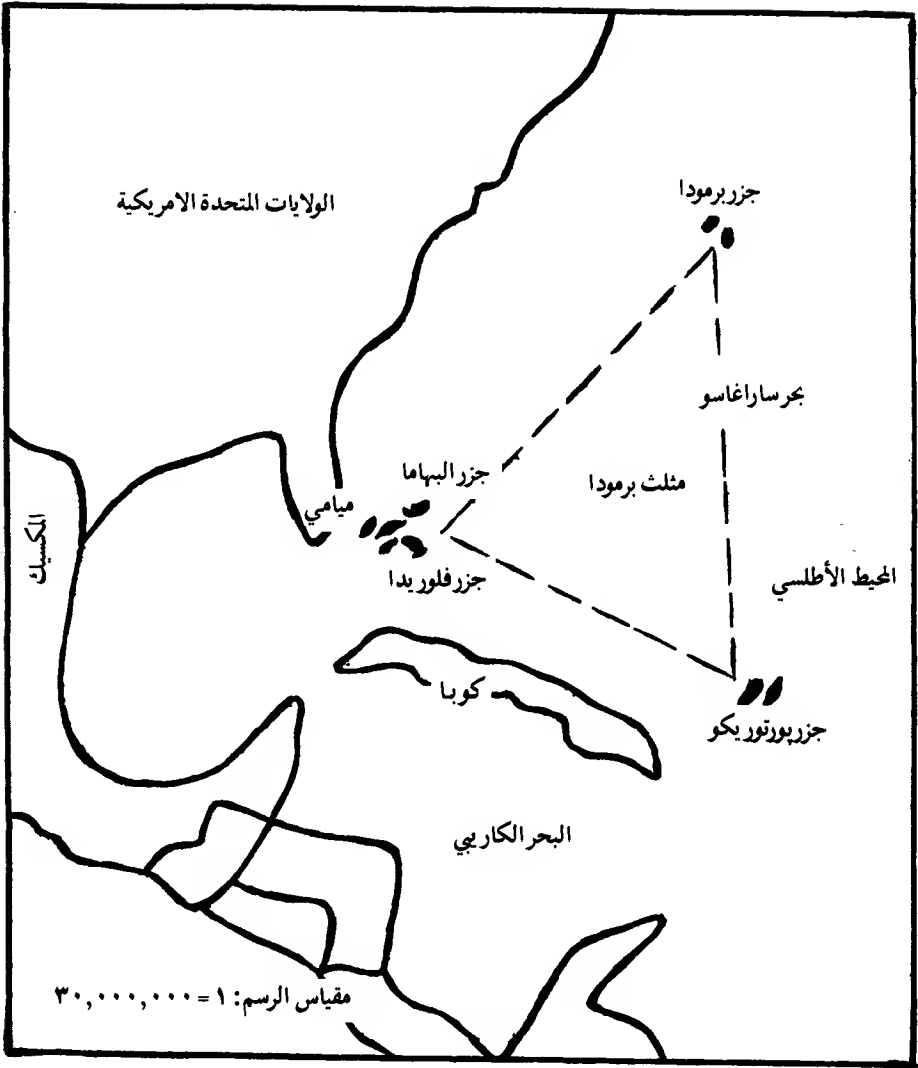 جزر برمودا
الولايات المتحدة الامريكية
بحر ساراغاسو
جزر البهاما
مثلث برمودا
ميامي
المكسيك
المحيط الأطلسي
جزر فلوريدا
كوبا
جزر پورتوريكو
البحر الكاريبي
مقياس الرسم: ١ = ٣٠,٠٠٠,٠٠٠